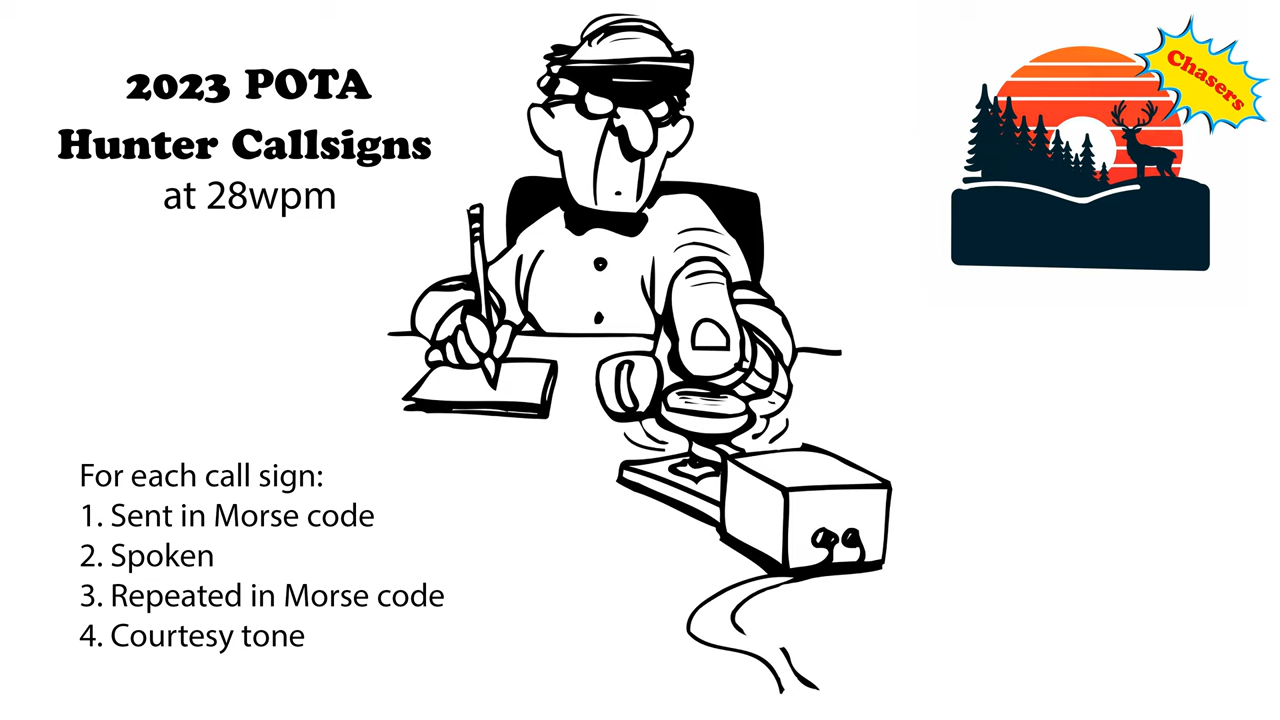 2023 POTA
Hunter Callsigns
at 28wpm
Chasers
For each call sign:
1. Sent in Morse code
2. Spoken
3. Repeated in Morse code
4. Courtesy tone